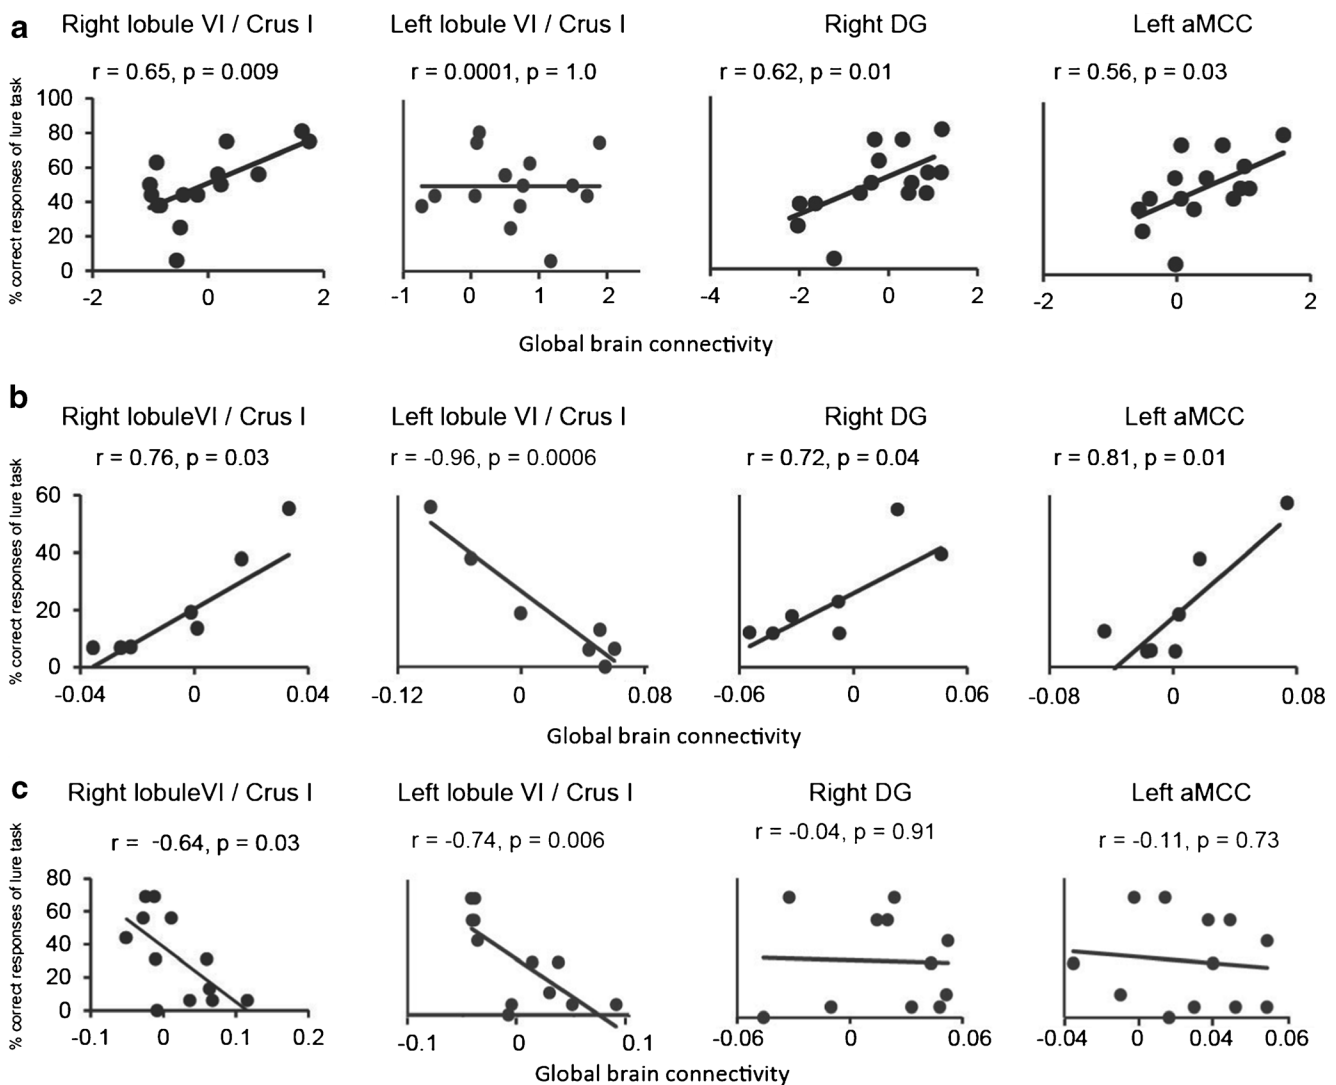 a
Right lobule VI / Crus I
Left lobule VI / Crus I
Right DG
Left aMCC
r = 0.65, p = 0.009
r = 0.0001, p = 1.0
r = 0.62, p = 0.01
r = 0.56, p = 0.03
% correct responses of lure task
100
80
60
40
20
0
-2 0 2
-1 0 1 2
-4 -2 0 2
-2 0 2
Global brain connectivity
b
Right lobuleVI / Crus I
Left lobule VI / Crus I
Right DG
Left aMCC
r = 0.76, p = 0.03
r = -0.96, p = 0.0006
r = 0.72, p = 0.04
r = 0.81, p = 0.01
% correct responses of lure task
60
40
20
0
-0.04 0 0.04
-0.12 0 0.08
-0.06 0 0.06
-0.08 0 0.08
Global brain connectivity
c
Right lobuleVI / Crus I
Left lobule VI / Crus I
Right DG
Left aMCC
r = -0.64, p = 0.03
r = -0.74, p = 0.006
r = -0.04, p = 0.91
r = -0.11, p = 0.73
% correct responses of lure task
80
60
40
20
0
-0.1 0 0.1 0.2
-0.1 0 0.1
-0.06 0 0.06
-0.04 0 0.04 0.06
Global brain connectivity